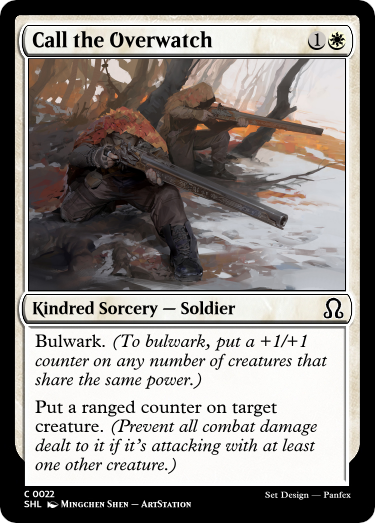 Call the Overwatch 1
Kindred Sorcery — Soldier
Bulwark. (To bulwark, put a +1/+1
counter on any number of creatures that
share the same power.)
Put a ranged counter on target
creature. (Prevent all combat damage
dealt to it if it's attacking with at least
one other creature.)
C 0022
SHL Mingchen Shen — ArtStation
Set Design — Panfex